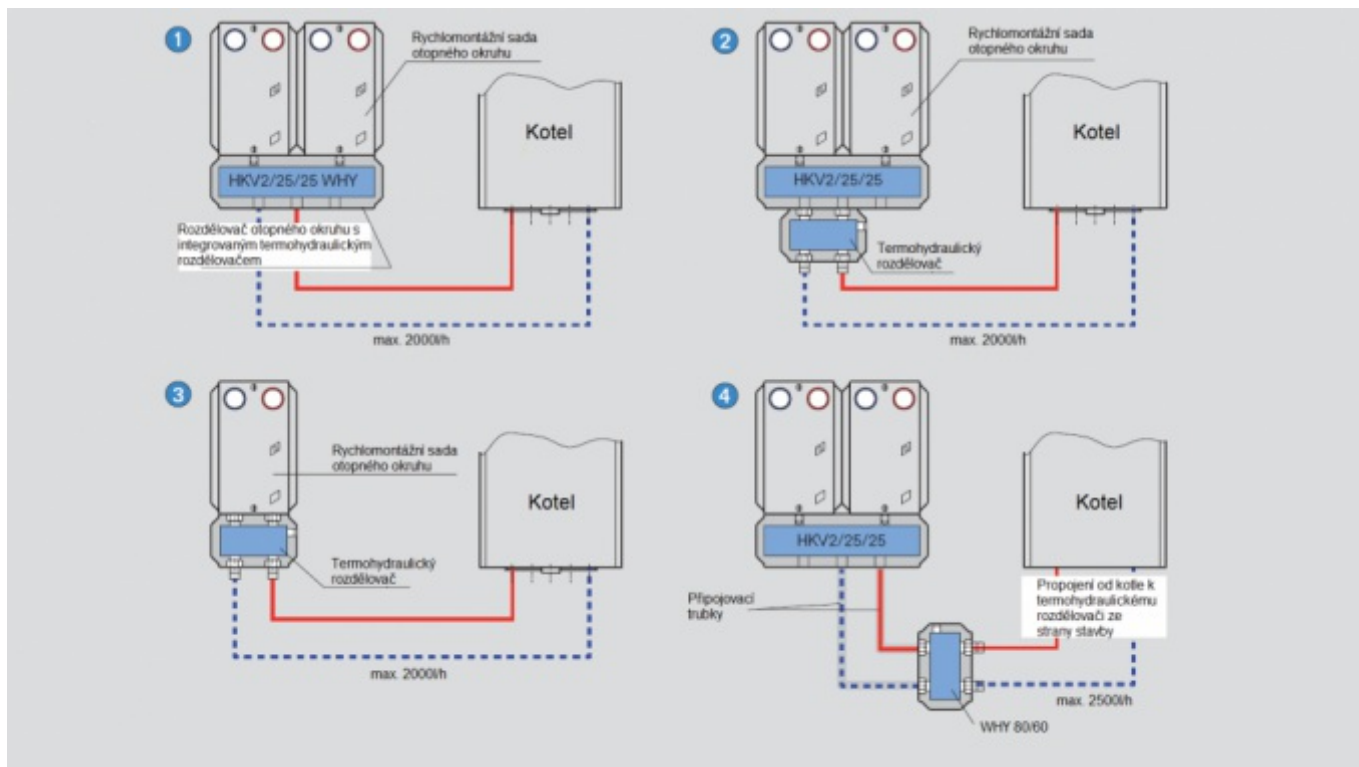 1
Rychlomontážní sada
otopného okruhu
Kotel
HKV2/25/25 WHY
Rozdělovač otopného okruhu s
integrovaným termohydraulickým
rozdělovačem
max. 2000l/h
2
Rychlomontážní sada
otopného okruhu
Kotel
HKV2/25/25
Termohydraulický
rozdělovač
max. 2000l/h
3
Rychlomontážní sada
otopného okruhu
Kotel
Termohydraulický
rozdělovač
max. 2000l/h
4
Kotel
HKV2/25/25
Připojovací
trubky
Propojení od kotle k
termohydraulickému
rozdělovači ze
strany stavby
max. 2500l/h
WHY 80/60